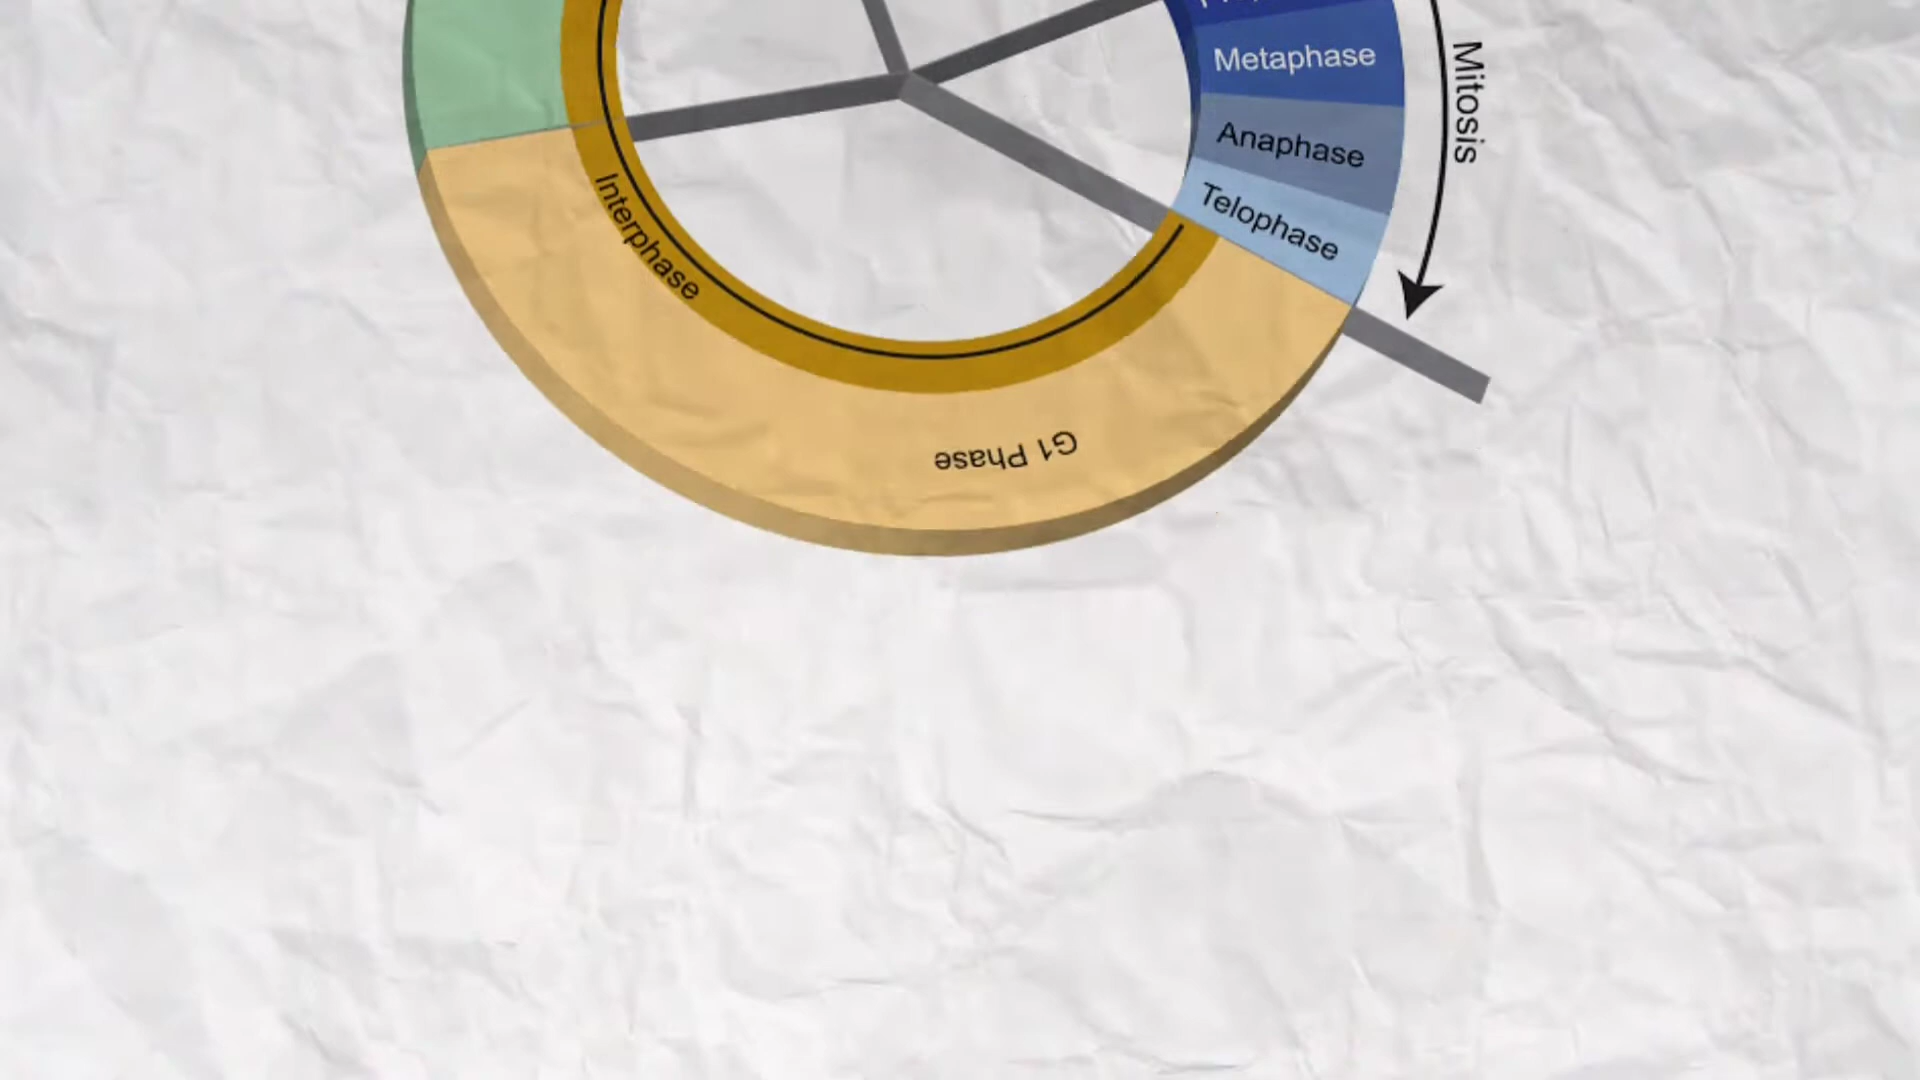 Metaphase
Mitosis
Anaphase
Telophase
Interphase
G1 Phase